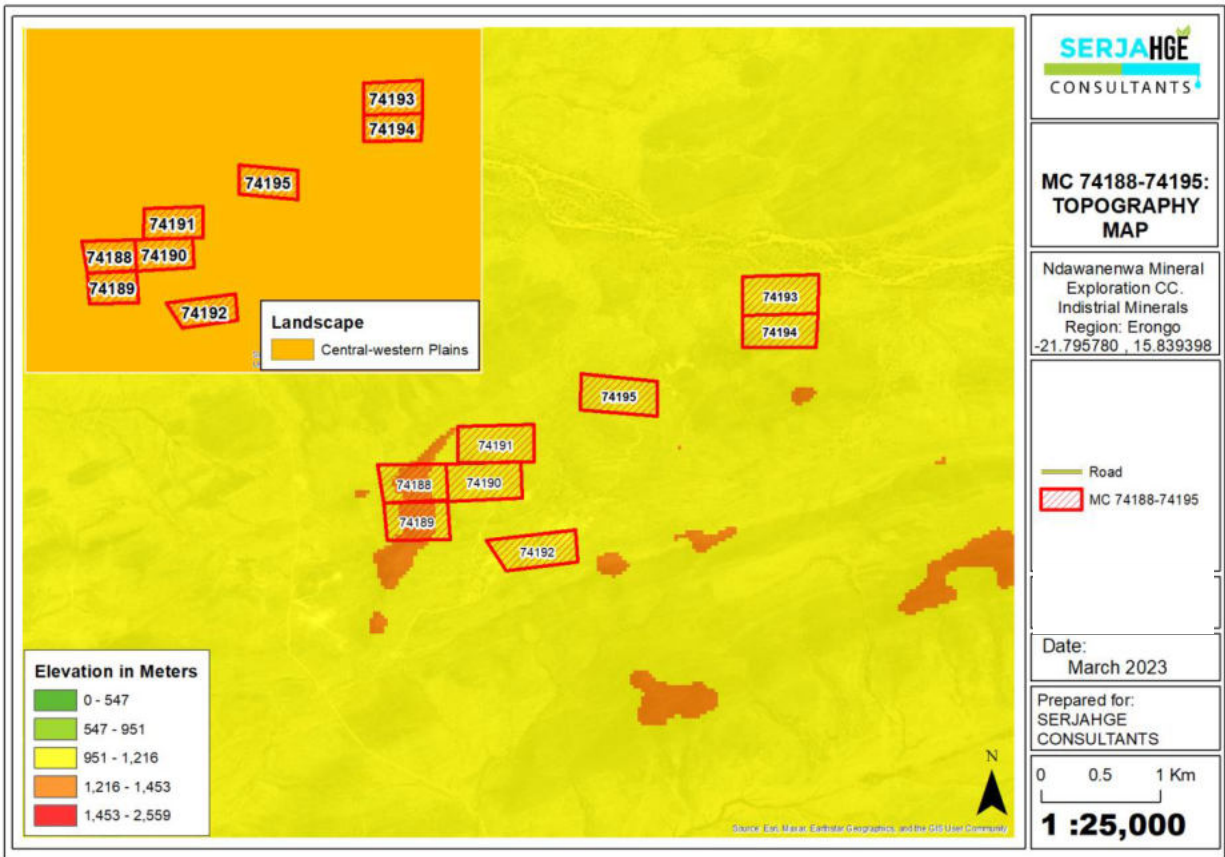 74193
74194
74195
74191
74188
74190
74189
74192
Landscape
Central-western Plains
74193
74194
74195
74191
74188
74190
74189
74192
Elevation in Meters
0 - 547
547 - 951
951 - 1,216
1,216 - 1,453
1,453 - 2,559
N
Source: Esri, Maxar, Earthstar Geographics, and the GIS User Community
SERJAHGE
CONSULTANTS
MC 74188-74195:
TOPOGRAPHY
MAP
Ndawanenwa Mineral
Exploration CC.
Indistrial Minerals
Region: Erongo
-21.795780 , 15.839398
Road
MC 74188-74195
Date:
March 2023
Prepared for:
SERJAHGE
CONSULTANTS
0 0.5 1 Km
1 :25,000